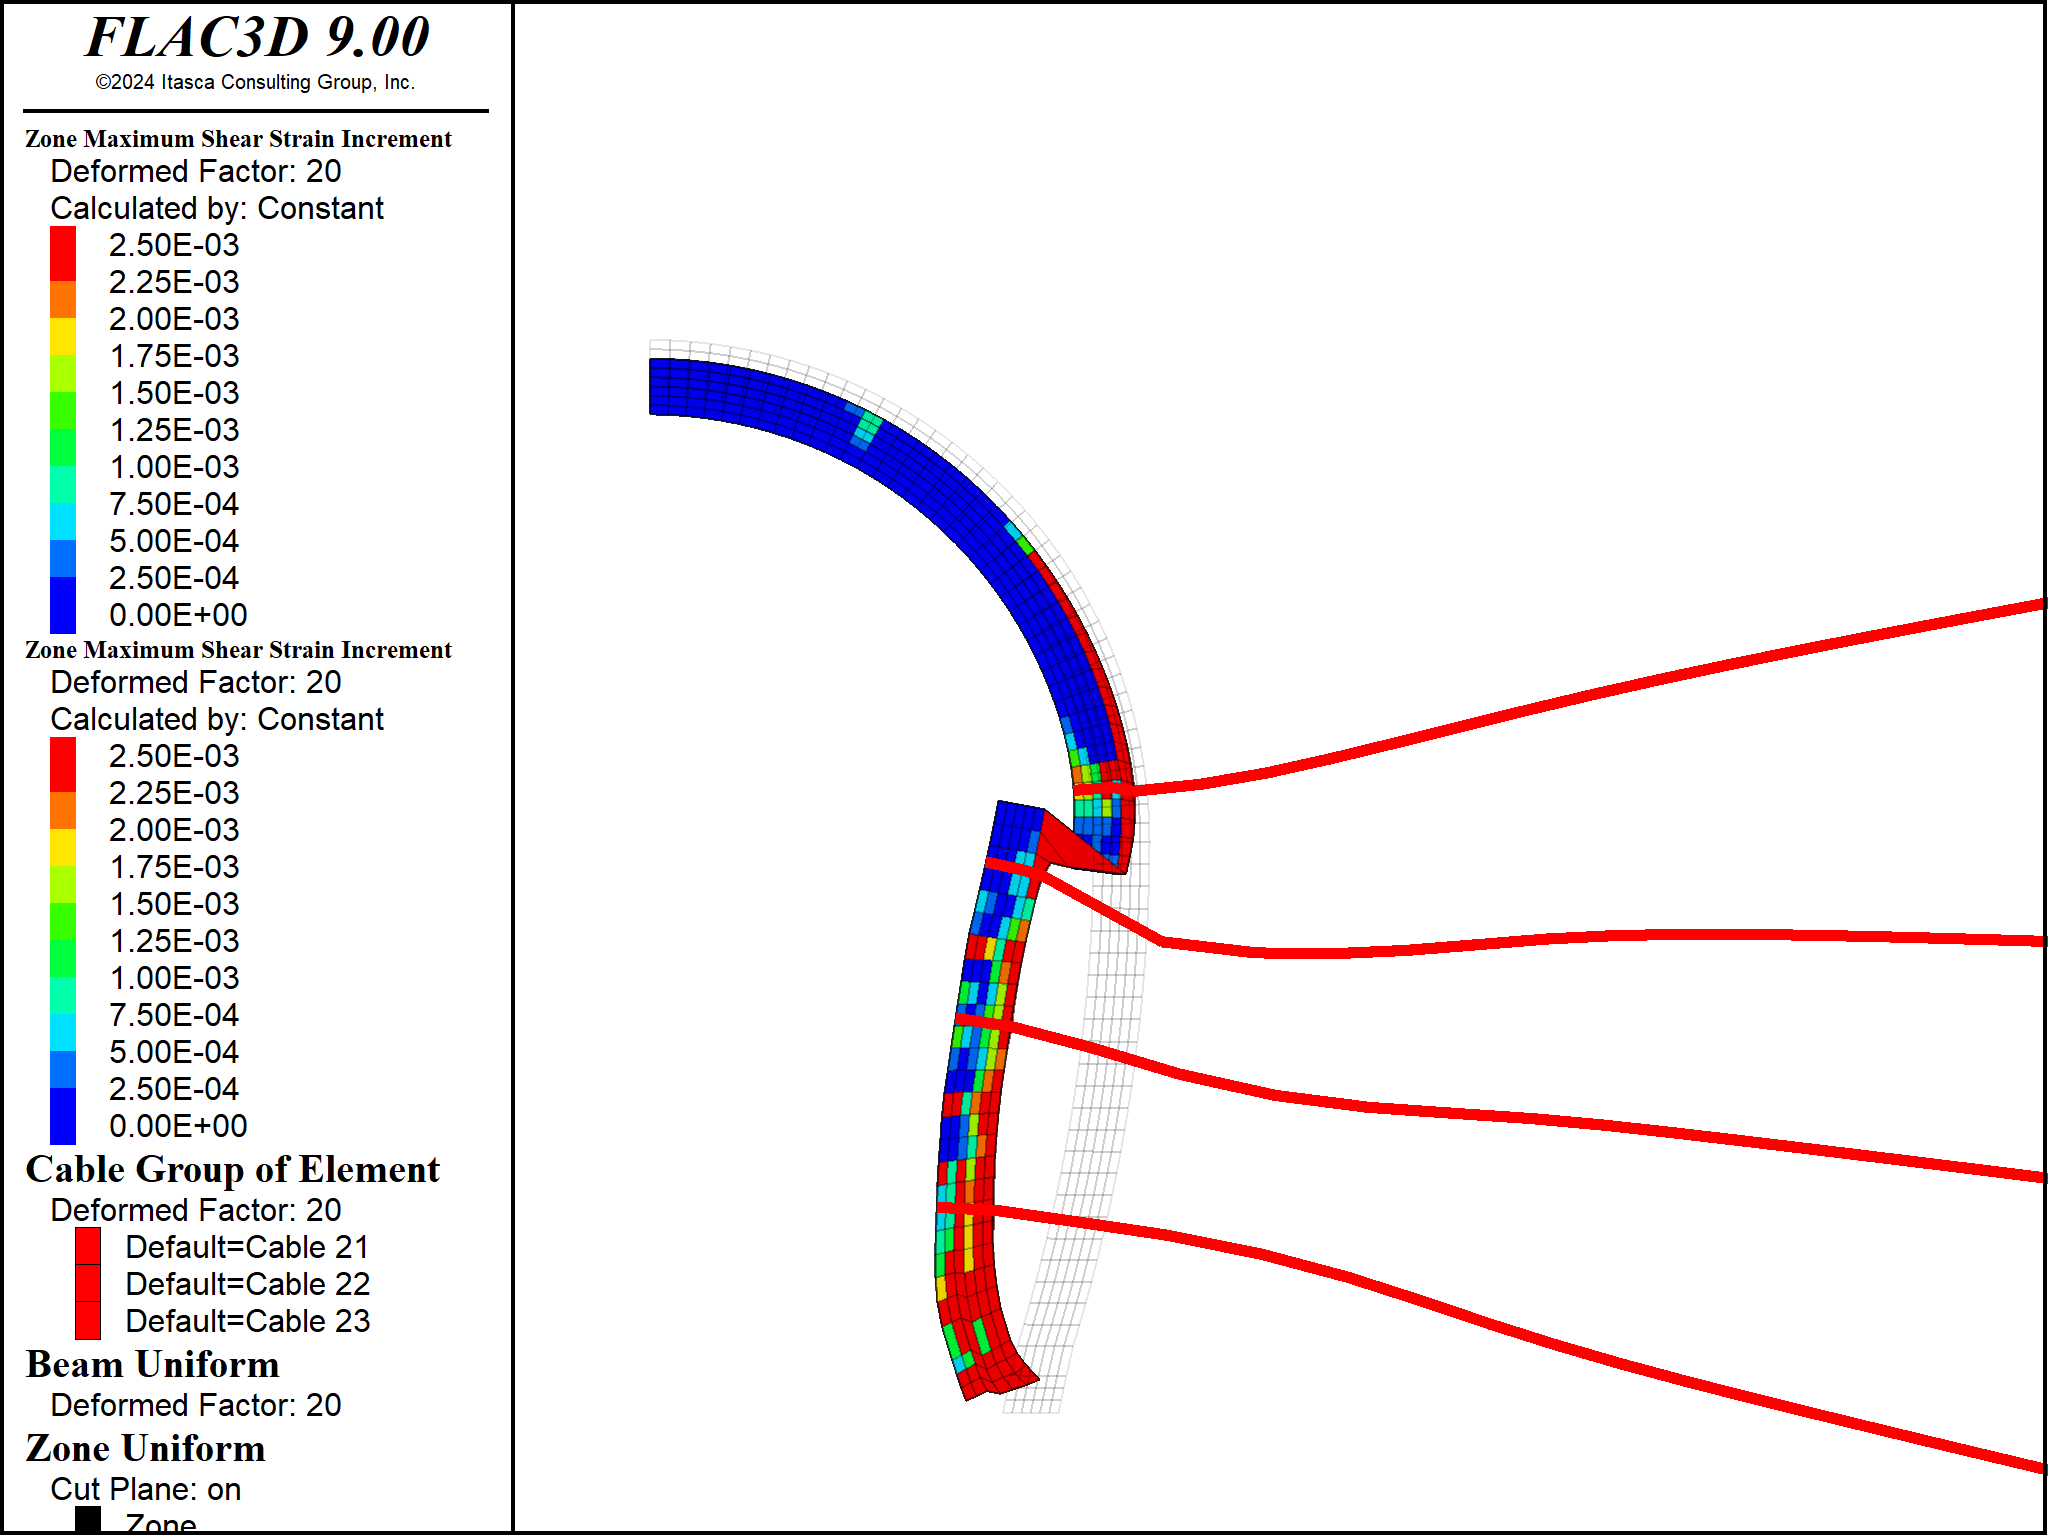 FLAC3D 9.00
©2024 Itasca Consulting Group, Inc.
Zone Maximum Shear Strain Increment
Deformed Factor: 20
Calculated by: Constant
2.50E-03
2.25E-03
2.00E-03
1.75E-03
1.50E-03
1.25E-03
1.00E-03
7.50E-04
5.00E-04
2.50E-04
0.00E+00
Zone Maximum Shear Strain Increment
Deformed Factor: 20
Calculated by: Constant
2.50E-03
2.25E-03
2.00E-03
1.75E-03
1.50E-03
1.25E-03
1.00E-03
7.50E-04
5.00E-04
2.50E-04
0.00E+00
Cable Group of Element
Deformed Factor: 20
Default=Cable 21
Default=Cable 22
Default=Cable 23
Beam Uniform
Deformed Factor: 20
Zone Uniform
Cut Plane: on
Zone